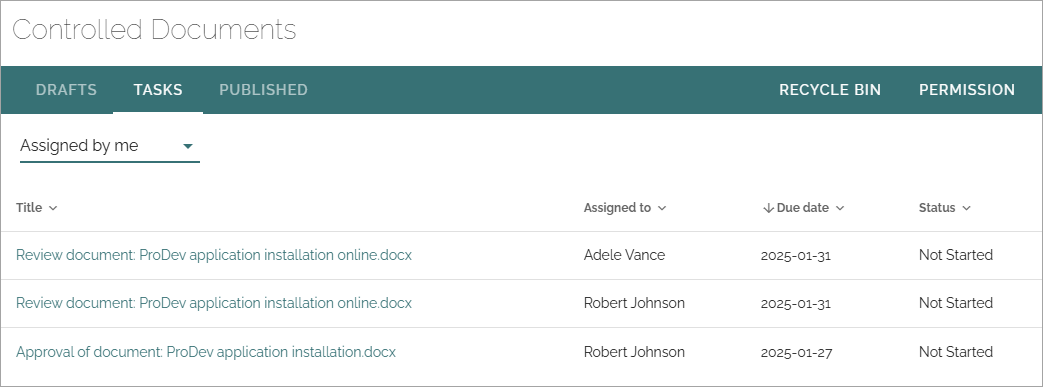 Controlled Documents
DRAFTS TASKS PUBLISHED RECYCLE BIN PERMISSION
Assigned by me
Title Assigned to Due date Status
Review document: ProDev application installation online.docx Adele Vance 2025-01-31 Not Started
Review document: ProDev application installation online.docx Robert Johnson 2025-01-31 Not Started
Approval of document: ProDev application installation.docx Robert Johnson 2025-01-27 Not Started